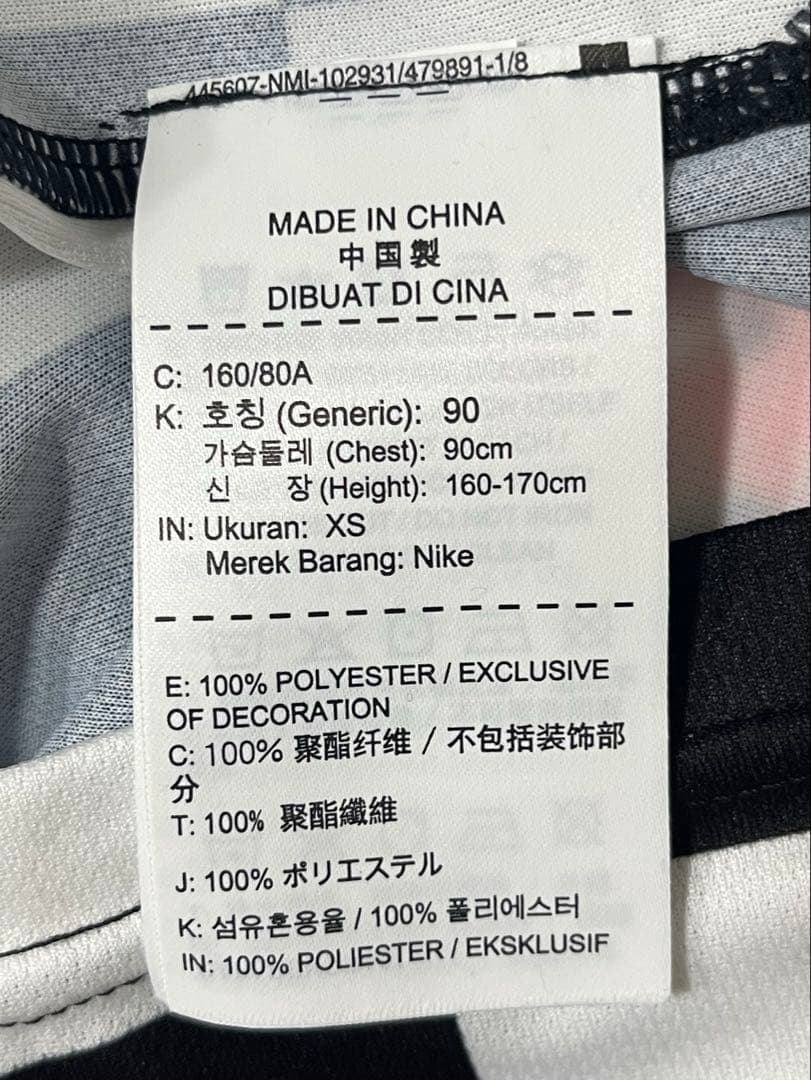 445607-NMI-102931/479891-1/8
MADE IN CHINA
中国製
DIBUAT DI CINA
C: 160/80A
K: 호칭 (Generic): 90
가슴둘레 (Chest): 90cm
신 장 (Height): 160-170cm
IN: Ukuran: XS
Merek Barang: Nike
E: 100% POLYESTER / EXCLUSIVE
OF DECORATION
C: 100% 聚酯纤维 / 不包括装饰部
分
T: 100% 聚酯纖維
J: 100% ポリエステル
K: 섬유혼용율 / 100% 폴리에스터
IN: 100% POLIESTER / EKSKLUSIF